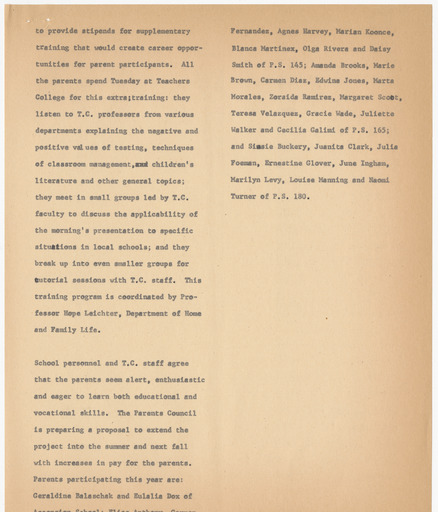 to provide stipends for supplementary
training that would create career oppor-
tunities for parent participants. All
the parents spend Tuesday at Teachers
College for this extra;training: they
listen to T.C. professors from various
departments explaining the negative and
positive values of testing, techniques
of classroom management,and children's
literature and other general topics;
they meet in small groups led by T.C.
faculty to discuss the applicability of
the morning's presentation to specific
situations in local schools; and they
break up into even smaller groups for
tutorial sessions with T.C. staff. This
training program is coordinated by Pro-
fessor Hope Leichter, Department of Home
and Family Life.
School personnel and T.C. staff agree
that the parents seem alert, enthusiastic
and eager to learn both educational and
vocational skills. The Parents Council
is preparing a proposal to extend the
project into the summer and next fall
with increases in pay for the parents.
Parents participating this year are:
Geraldine Balaschak and Eulalia Dox of
Fernandez, Agnes Harvey, Marian Koonce,
Blanca Martinez, Olga Rivera and Daisy
Smith of P.S. 145; Amanda Brooks, Marie
Brown, Carmen Diaz, Edwina Jones, Marta
Morales, Zoraida Ramirez, Margaret Scott,
Teresa Velazquez, Gracie Wade, Juliette
Walker and Cecilia Galimi of P.S. 165;
and Sissie Buckery, Juanita Clark, Julia
Foeman, Ernestine Glover, June Ingham,
Marilyn Levy, Louise Manning and Naomi
Turner of P.S. 180.